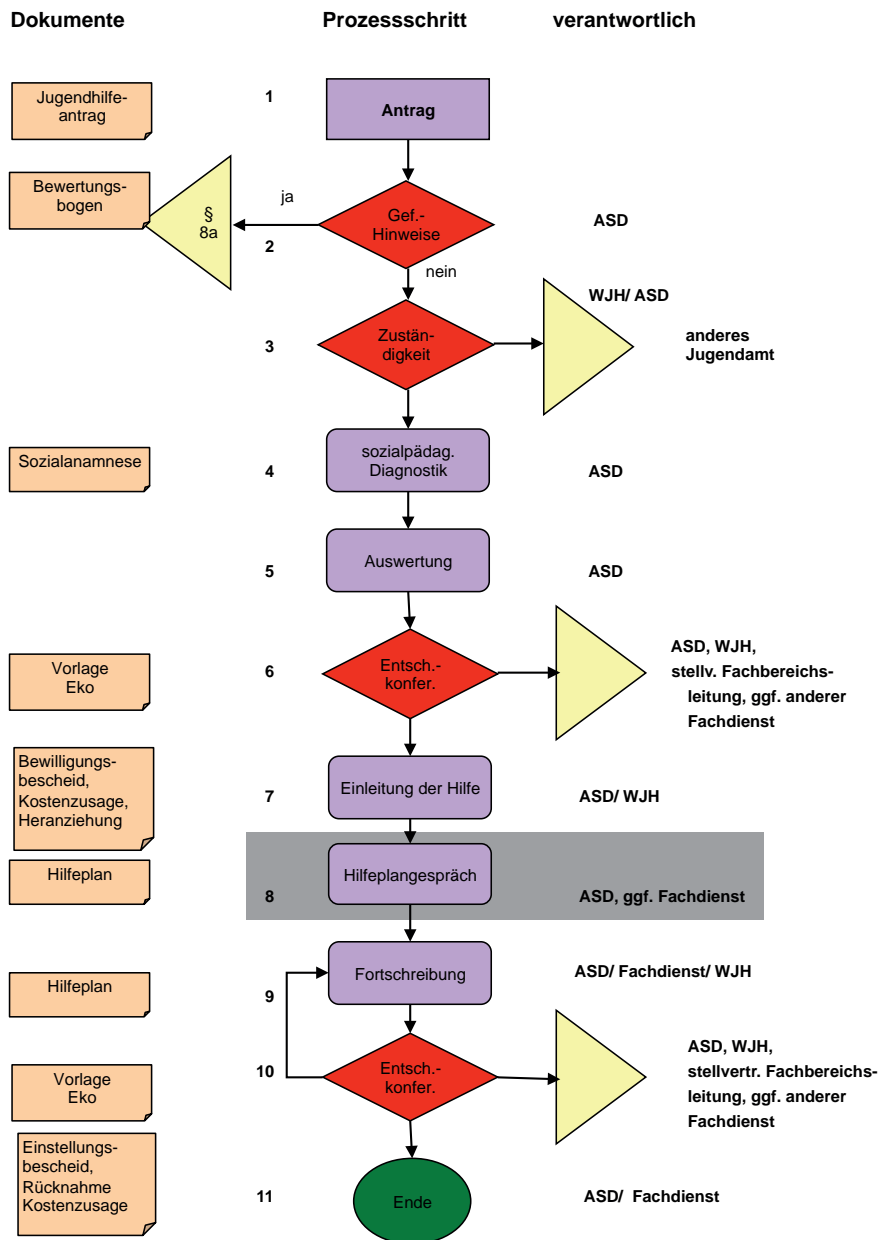 Dokumente Prozessschritt verantwortlich
Jugendhilfe-
antrag
1
Antrag
Bewertungs-
bogen
§
8a
ja
2
Gef.-
Hinweise
ASD
nein
WJH/ ASD
3
Zustän-
digkeit
anderes
Jugendamt
Sozialanamnese
4
sozialpädag.
Diagnostik
ASD
5
Auswertung
ASD
Vorlage
Eko
6
Entsch.-
konfer.
ASD, WJH,
stellv. Fachbereichs-
leitung, ggf. anderer
Fachdienst
Bewilligungs-
bescheid,
Kostenzusage,
Heranziehung
7
Einleitung der Hilfe
ASD/ WJH
Hilfeplan
8
Hilfeplangespräch
ASD, ggf. Fachdienst
Hilfeplan
9
Fortschreibung
ASD/ Fachdienst/ WJH
Vorlage
Eko
10
Entsch.-
konfer.
ASD, WJH,
stellvertr. Fachbereichs-
leitung, ggf. anderer
Fachdienst
Einstellungs-
bescheid,
Rücknahme
Kostenzusage
11
Ende
ASD/ Fachdienst